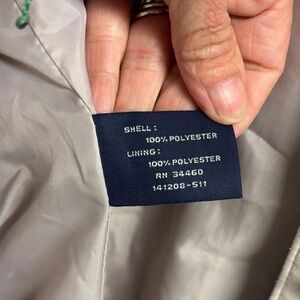 SHELL :
100% POLYESTER
LINING :
100% POLYESTER
RN 34460
141208-511